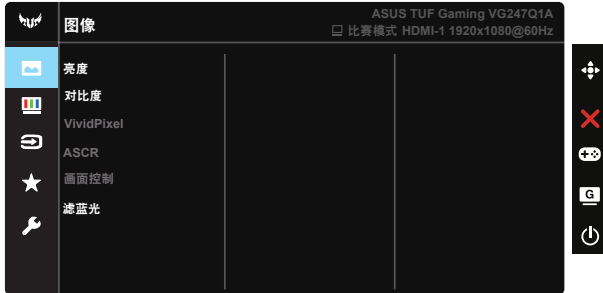 图像
ASUS TUF Gaming VG247Q1A
比赛模式 HDMI-1 1920x1080@60Hz
亮度
对比度
VividPixel
ASCR
画面控制
滤蓝光
G